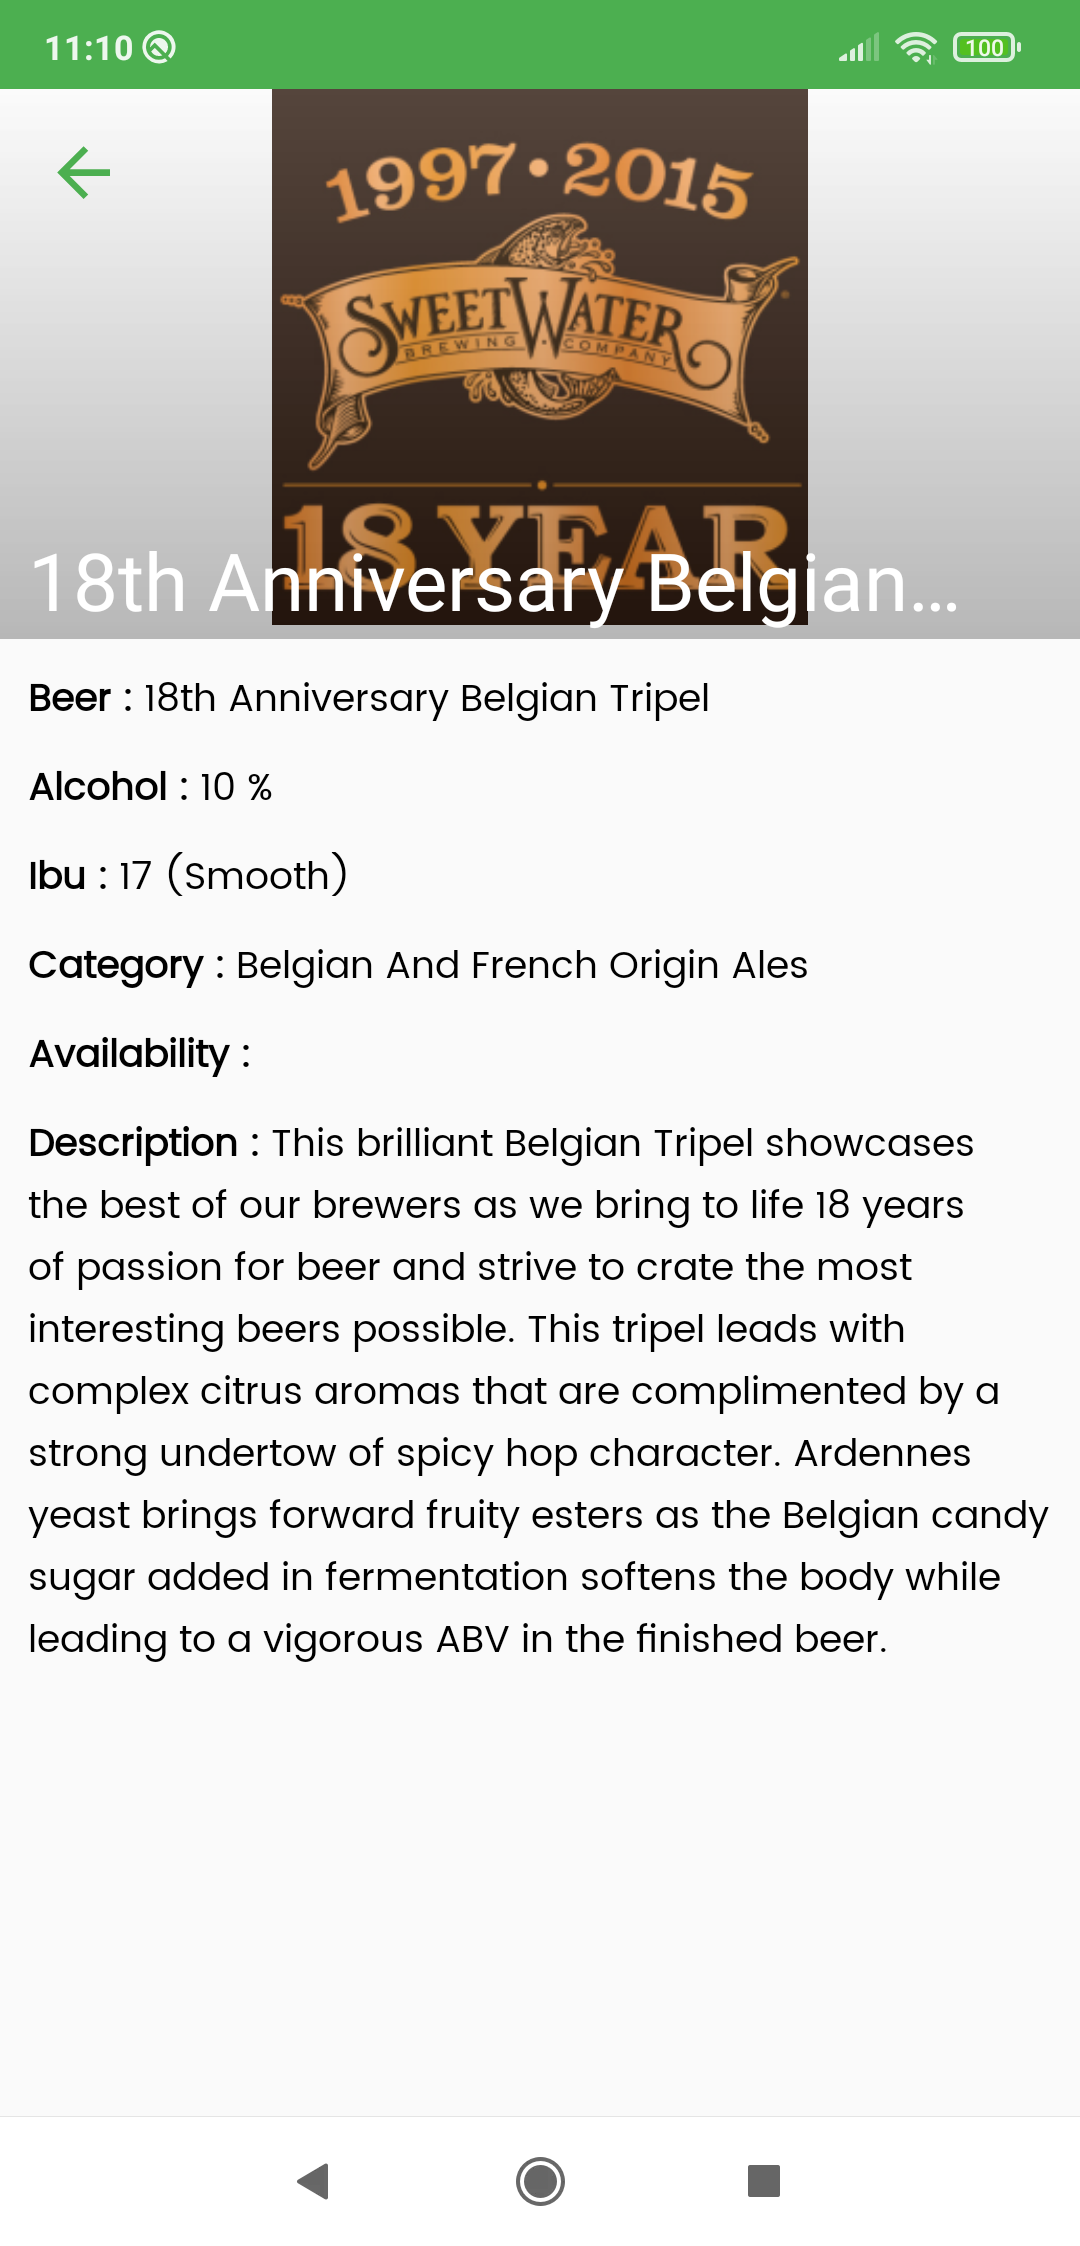 11:10
100
1997 • 2015
SWEETWATER
BREWING COMPANY
18 YEAR
18th Anniversary Belgian...
Beer : 18th Anniversary Belgian Tripel
Alcohol : 10 %
Ibu : 17 (Smooth)
Category : Belgian And French Origin Ales
Availability :
Description : This brilliant Belgian Tripel showcases
the best of our brewers as we bring to life 18 years
of passion for beer and strive to crate the most
interesting beers possible. This tripel leads with
complex citrus aromas that are complimented by a
strong undertow of spicy hop character. Ardennes
yeast brings forward fruity esters as the Belgian candy
sugar added in fermentation softens the body while
leading to a vigorous ABV in the finished beer.